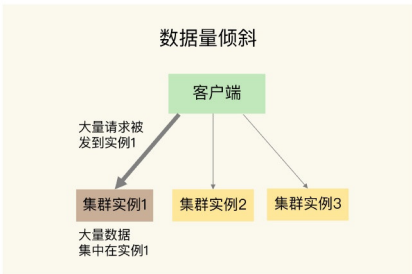 数据量倾斜
客户端
大量请求被
发到实例1
集群实例1
集群实例2
集群实例3
大量数据
集中在实例1